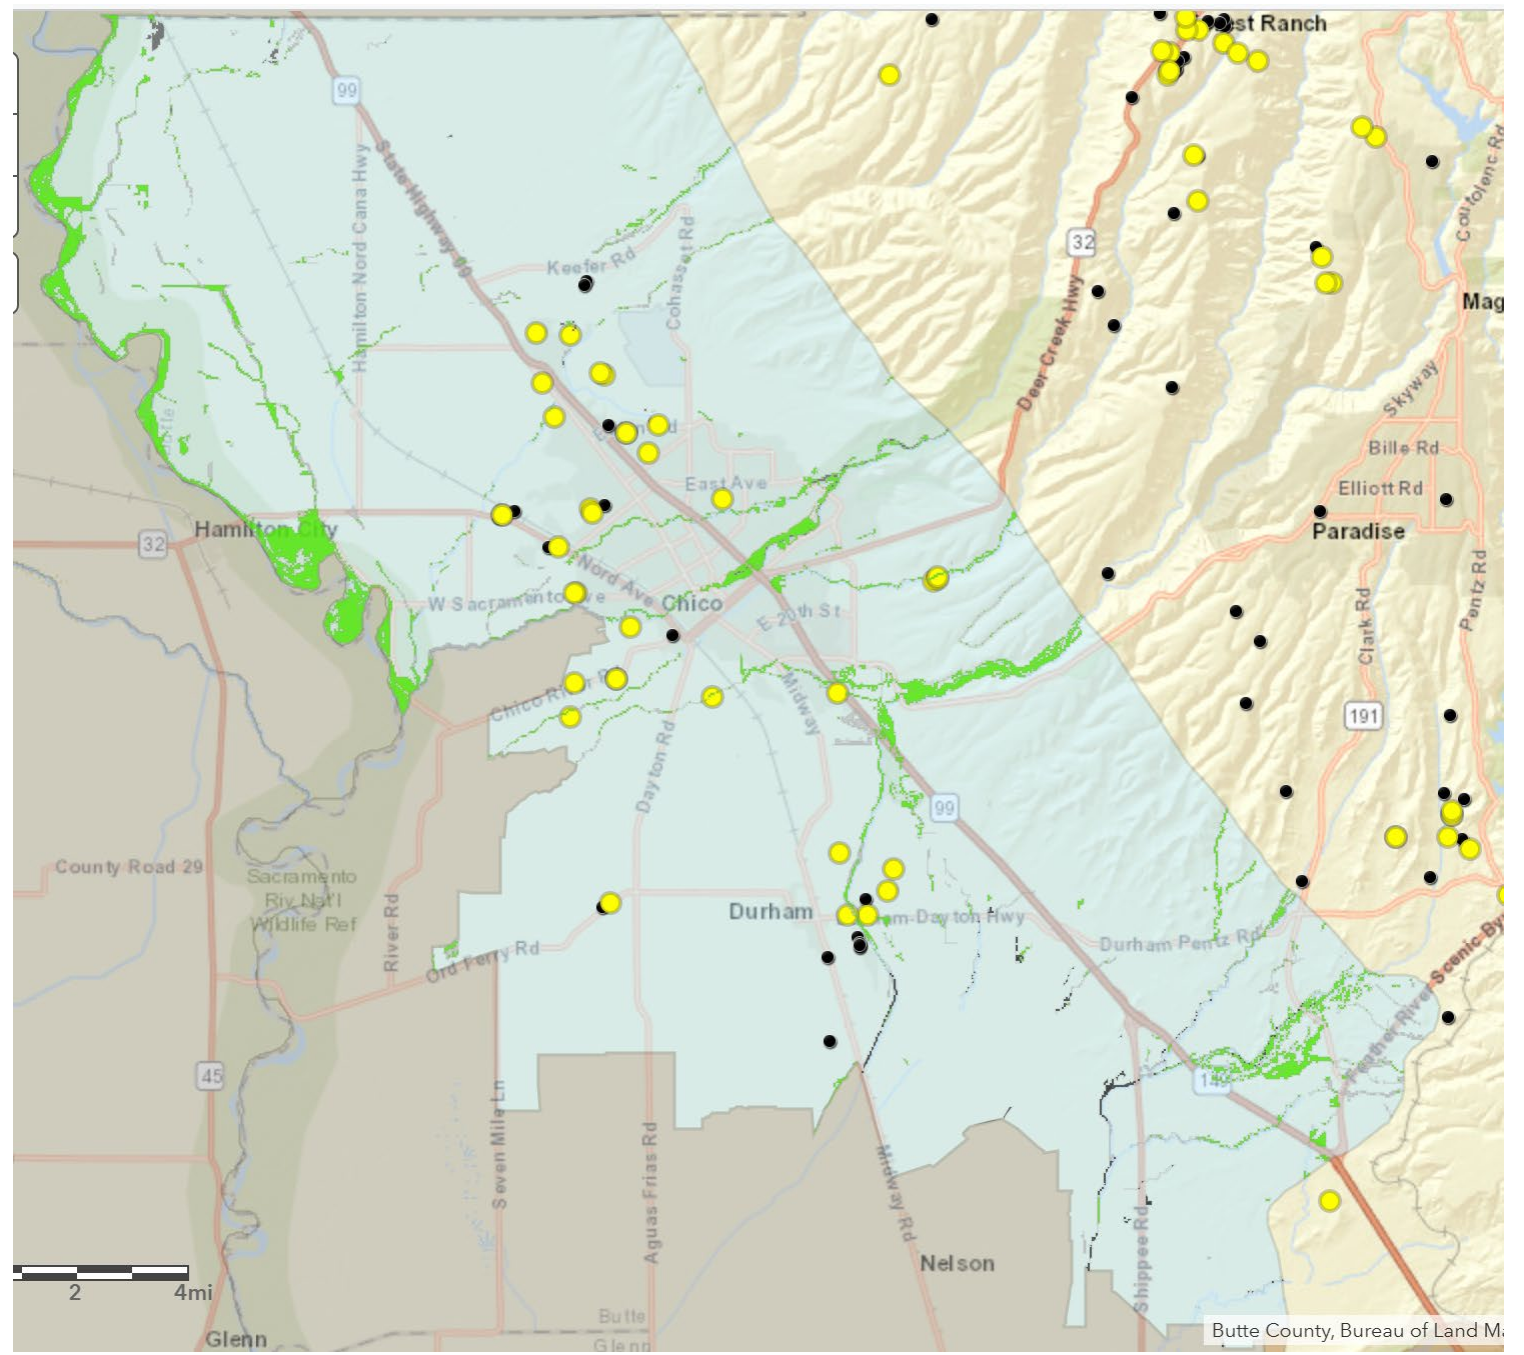 est Ranch
99
State Highway 99
Hamilton Nord Cana Hwy
Keefer Rd
Cohasset Rd
32
Deer Creek Hwy
Coutolenc Rd
Mag
Skyway
Bille Rd
Elliott Rd
Paradise
East Ave
Hamilton City
32
Nord Ave
W Sacramento Ave
Chico
E 20th St
Clark Rd
Pentz Rd
Chico River R
Midway
Dayton Rd
191
99
County Road 29
Sacramento
Riv Nat'l
Wildlife Ref
River Rd
Durham
am-Dayton Hwy
Durham Pentz Rd
Ord Ferry Rd
Feather River Scenic By
45
149
Seven Mile Ln
Aguas Frias Rd
Midway Rd
Shippee Rd
Nelson
2
4mi
Butte
Glenn
Glenn
Butte County, Bureau of Land Ma